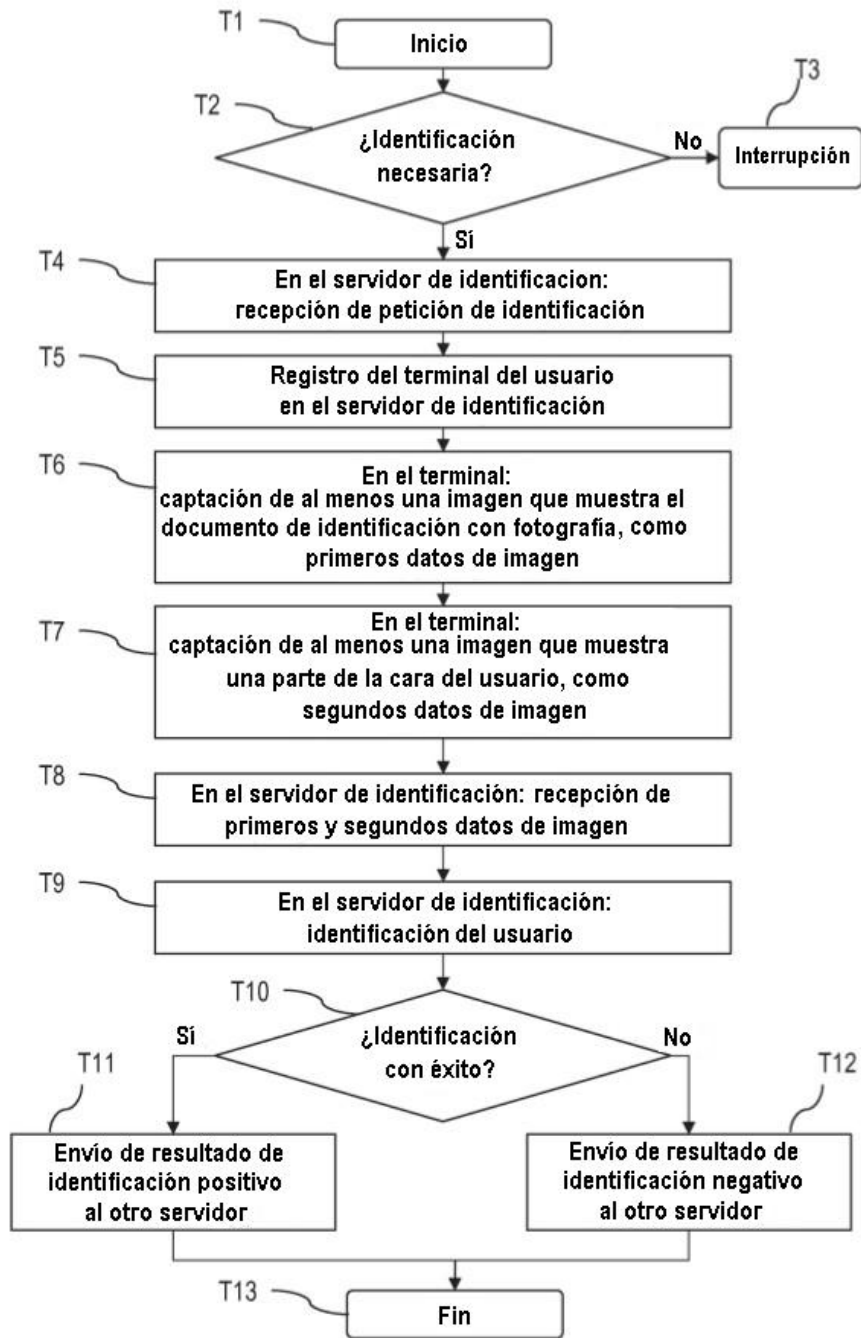 T1
Inicio
T2
¿Identificación
necesaria?
No
T3
Interrupción
Sí
T4
En el servidor de identificacion:
recepción de petición de identificación
T5
Registro del terminal del usuario
en el servidor de identificación
T6
En el terminal:
captación de al menos una imagen que muestra el
documento de identificación con fotografía, como
primeros datos de imagen
T7
En el terminal:
captación de al menos una imagen que muestra
una parte de la cara del usuario, como
segundos datos de imagen
T8
En el servidor de identificación: recepción de
primeros y segundos datos de imagen
T9
En el servidor de identificación:
identificación del usuario
T10
¿Identificación
con éxito?
Sí
No
T11
Envío de resultado de
identificación positivo
al otro servidor
T12
Envío de resultado de
identificación negativo
al otro servidor
T13
Fin